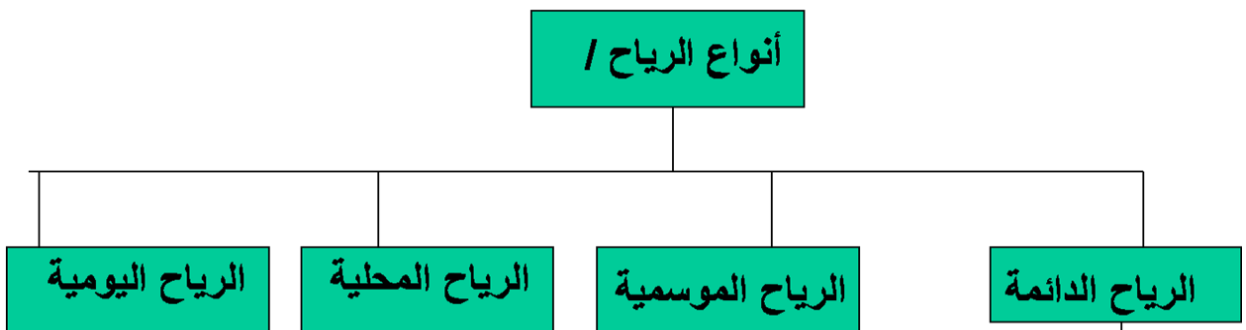 أنواع الرياح /
الرياح الدائمة
الرياح الموسمية
الرياح المحلية
الرياح اليومية